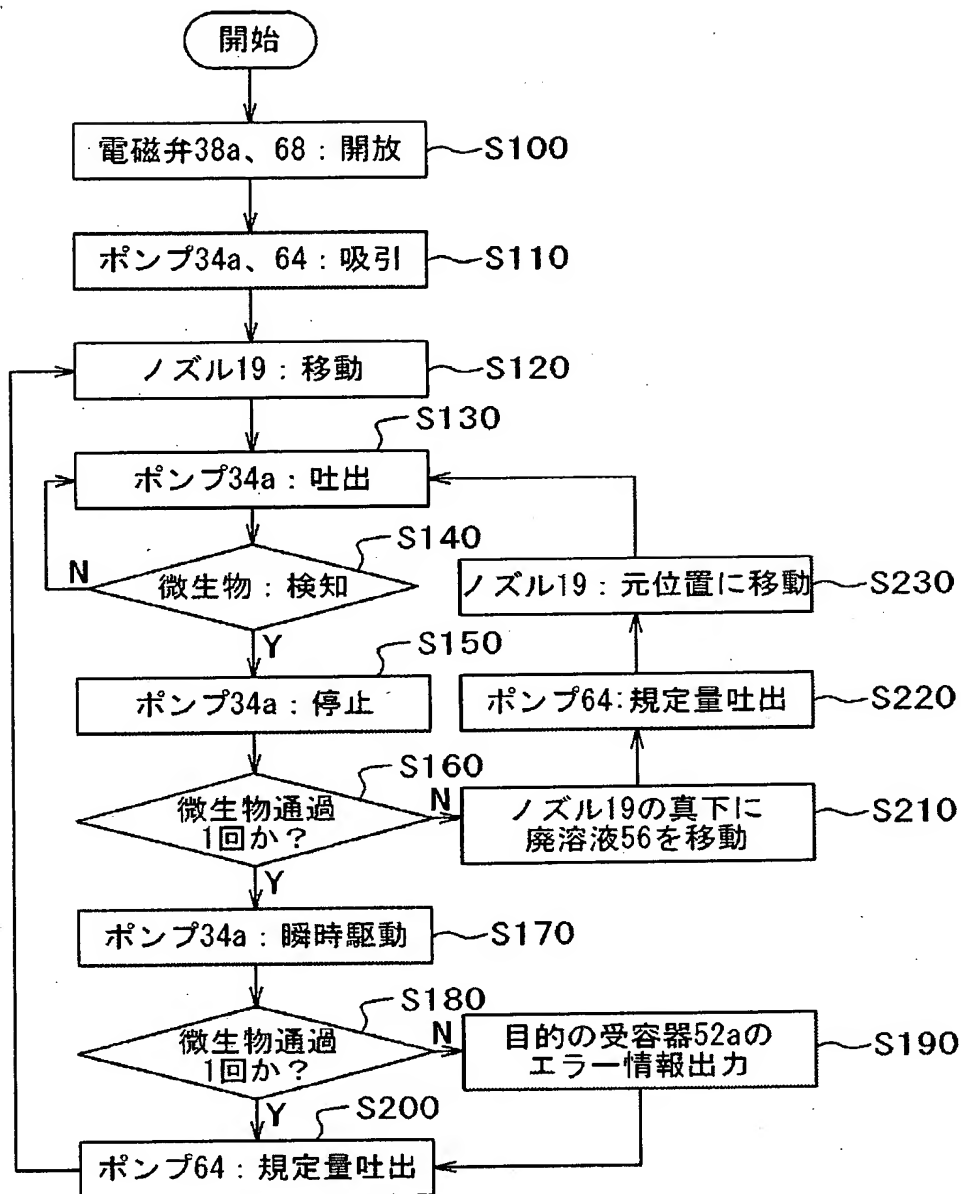 開始
電磁弁38a、68：開放
S100
ポンプ34a、64：吸引
S110
ノズル19：移動
S120
S130
ポンプ34a：吐出
S140
N
微生物：検知
Y
ノズル19：元位置に移動
S230
S150
ポンプ34a：停止
ポンプ64:規定量吐出
S220
S160
微生物通過
1回か？
N
Y
ノズル19の真下に
廃溶液56を移動
S210
ポンプ34a：瞬時駆動
S170
S180
微生物通過
1回か？
N
Y
目的の受容器52aの
エラー情報出力
S190
S200
ポンプ64：規定量吐出